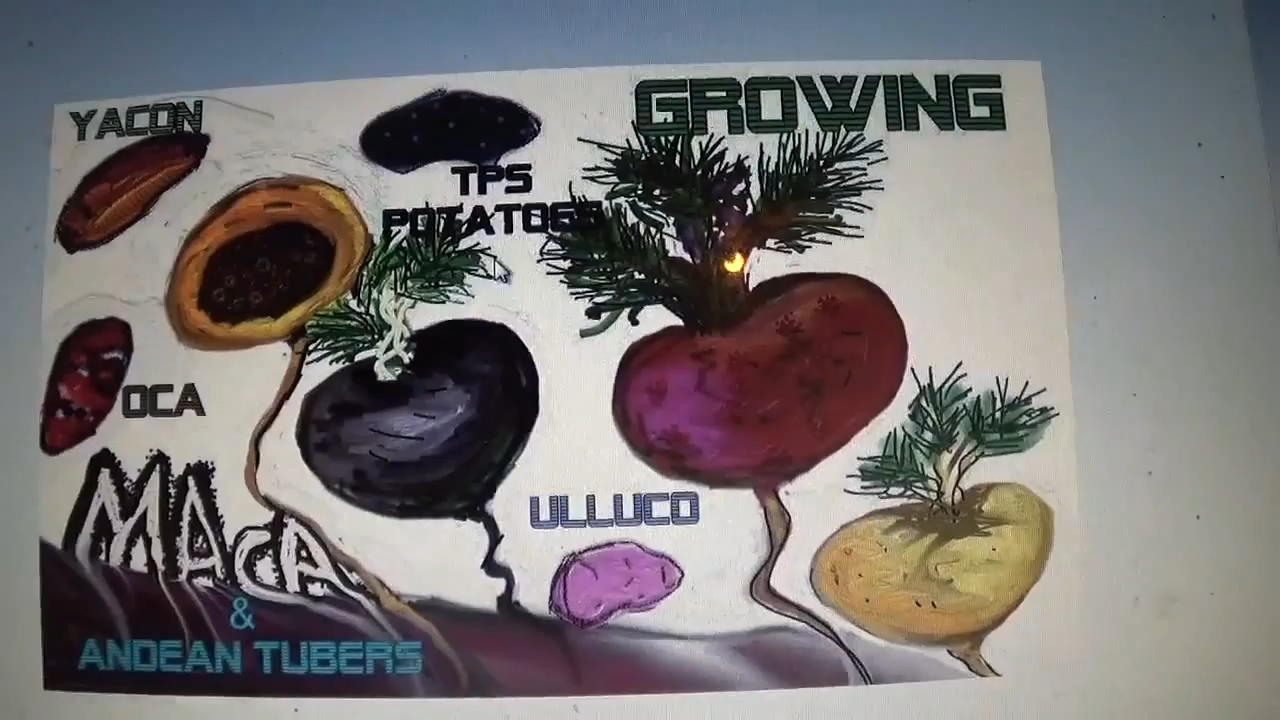 GROWING
YACON
TPS
POTATOES
OCA
MACA
ULLUCO
&
ANDEAN TUBERS